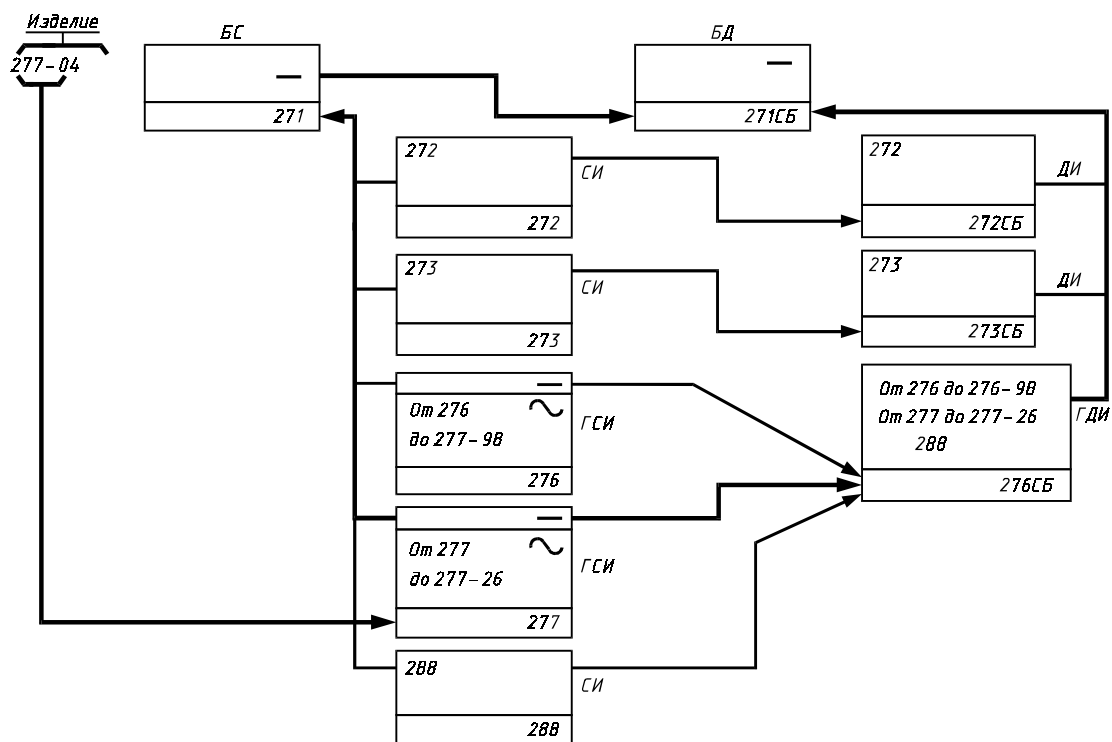 Изделие
277-04
БС
271
БД
271СБ
272
272
СИ
272
272СБ
ДИ
273
273
СИ
273
273СБ
ДИ
От 276
до 277-98
276
ГСИ
От 276 до 276-98
От 277 до 277-26
288
276СБ
ГДИ
От 277
до 277-26
277
ГСИ
288
288
СИ